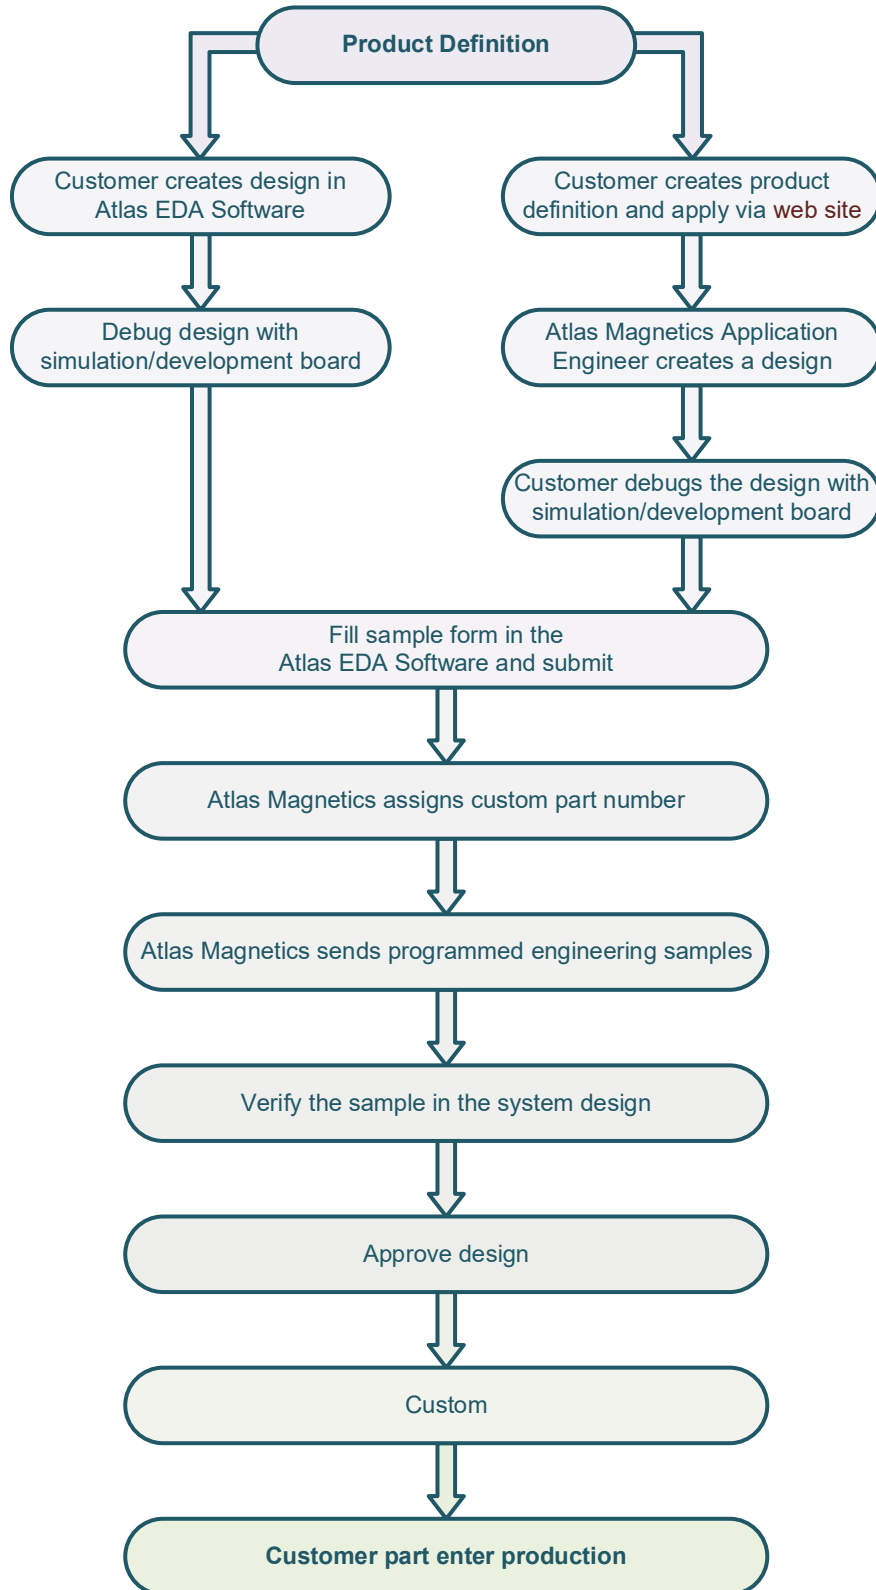 Product Definition
Customer creates design in
Atlas EDA Software
Customer creates product
definition and apply via web site
Debug design with
simulation/development board
Atlas Magnetics Application
Engineer creates a design
Customer debugs the design with
simulation/development board
Fill sample form in the
Atlas EDA Software and submit
Atlas Magnetics assigns custom part number
Atlas Magnetics sends programmed engineering samples
Verify the sample in the system design
Approve design
Custom
Customer part enter production